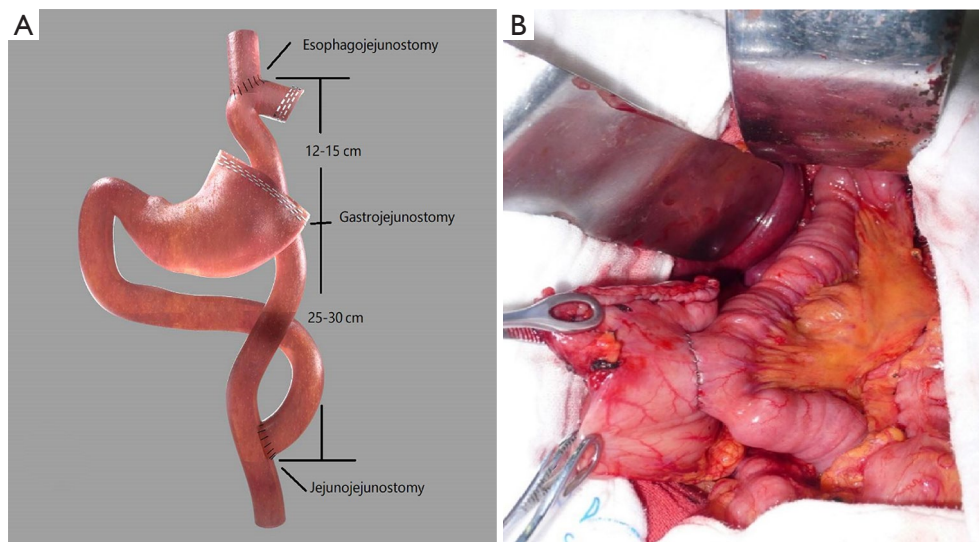 A
B
Esophagojejunostomy
12-15 cm
Gastrojejunostomy
25-30 cm
Jejunojejunostomy